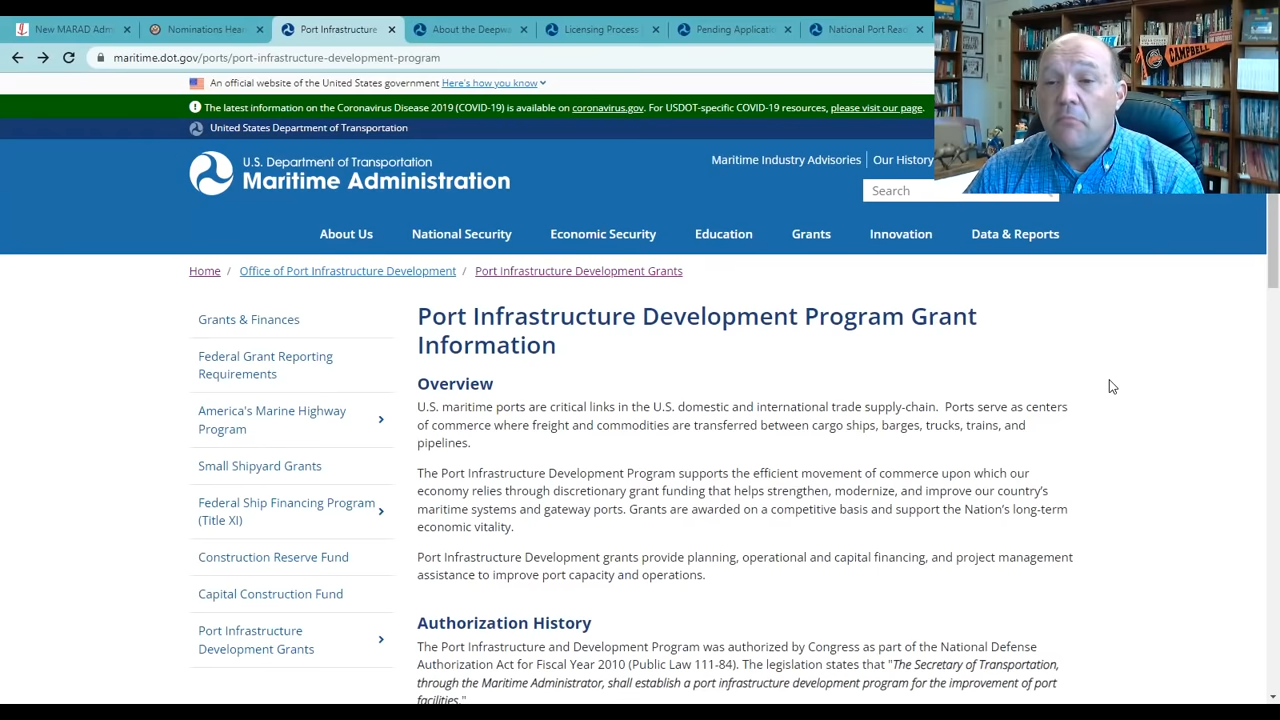 New MARAD Adm
Nominations Hea
Port Infrastructure
About the Deepw
Licensing Process
Pending Applicatio
National Port Read
maritime.dot.gov/ports/port-infrastructure-development-program
CAMPBELL
An official website of the United States government Here's how you know
The latest information on the Coronavirus Disease 2019 (COVID-19) is available on coronavirus.gov. For USDOT-specific COVID-19 resources, please visit our page.
United States Department of Transportation
U.S. Department of Transportation
Maritime Administration
Maritime Industry Advisories
Our History
Search
About Us
National Security
Economic Security
Education
Grants
Innovation
Data & Reports
Home / Office of Port Infrastructure Development / Port Infrastructure Development Grants
Grants & Finances
Federal Grant Reporting
Requirements
America's Marine Highway
Program
Small Shipyard Grants
Federal Ship Financing Program
(Title XI)
Construction Reserve Fund
Capital Construction Fund
Port Infrastructure
Development Grants
Port Infrastructure Development Program Grant
Information
Overview
U.S. maritime ports are critical links in the U.S. domestic and international trade supply-chain. Ports serve as centers
of commerce where freight and commodities are transferred between cargo ships, barges, trucks, trains, and
pipelines.
The Port Infrastructure Development Program supports the efficient movement of commerce upon which our
economy relies through discretionary grant funding that helps strengthen, modernize, and improve our country's
maritime systems and gateway ports. Grants are awarded on a competitive basis and support the Nation's long-term
economic vitality.
Port Infrastructure Development grants provide planning, operational and capital financing, and project management
assistance to improve port capacity and operations.
Authorization History
The Port Infrastructure and Development Program was authorized by Congress as part of the National Defense
Authorization Act for Fiscal Year 2010 (Public Law 111-84). The legislation states that "The Secretary of Transportation,
through the Maritime Administrator, shall establish a port infrastructure development program for the improvement of port
facilities."